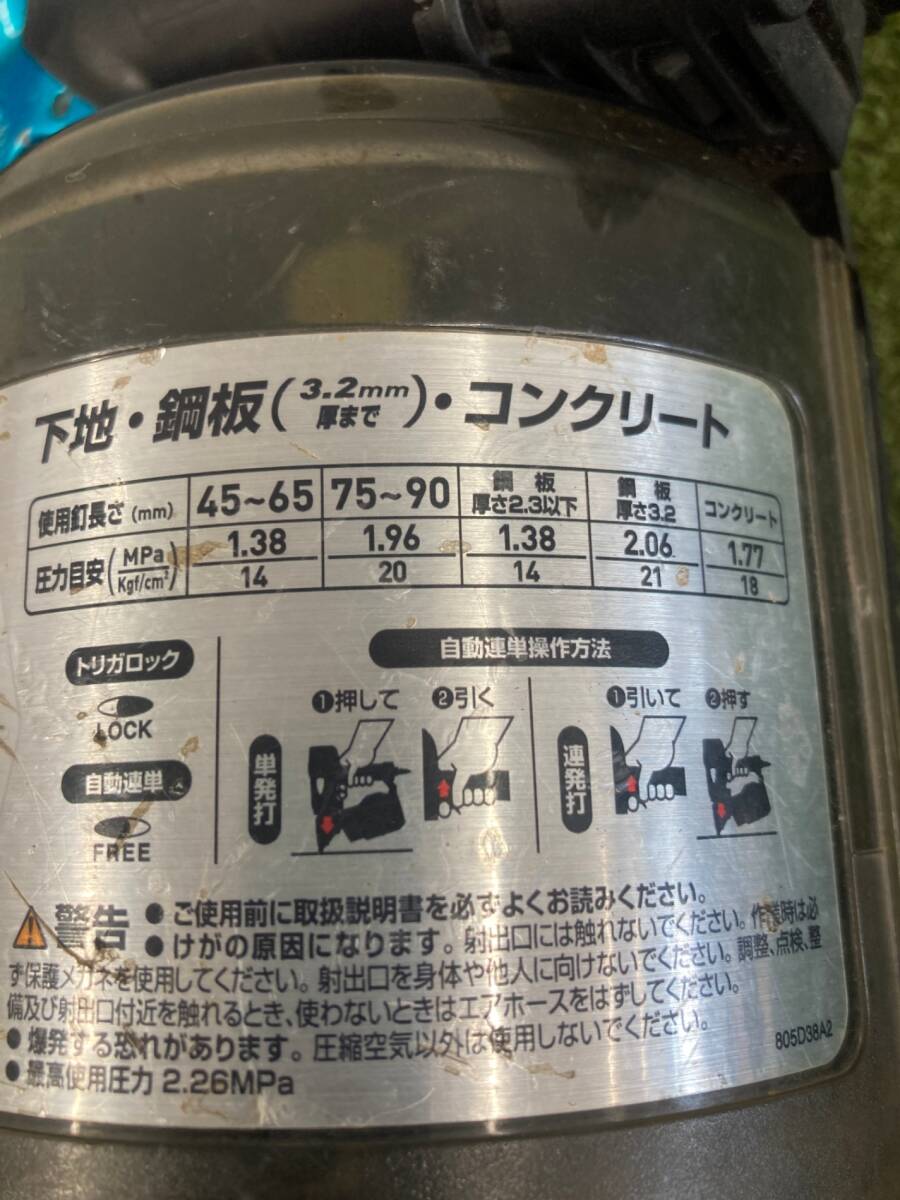 下地・鋼板(3.2mm厚まで)・コンクリート
使用釘長さ(mm) 45~65 75~90 鋼板厚さ2.3以下 鋼板厚さ3.2 コンクリート
圧力目安(MPa/Kgf/cm²) 1.38/14 1.96/20 1.38/14 2.06/21 1.77/18
トリガロック
LOCK
自動連単
FREE
自動連単操作方法
単発打
❶押して ❷引く
連発打
❶引いて ❷押す
⚠警告 ●ご使用前に取扱説明書を必ずよくお読みください。
●けがの原因になります。射出口には触れないでください。作業時は必
ず保護メガネを使用してください。射出口を身体や他人に向けないでください。調整、点検、整
備及び射出口付近を触れるとき、使わないときはエアホースをはずしてください。
●爆発する恐れがあります。圧縮空気以外は使用しないでください。
●最高使用圧力 2.26MPa
805D38A2